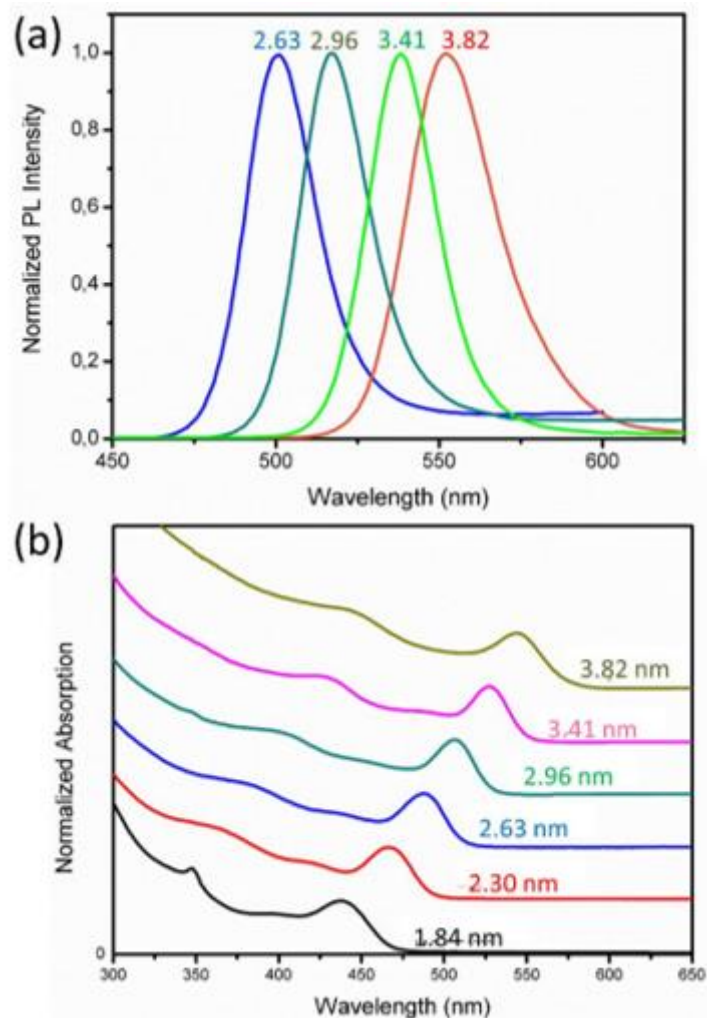 (a)
2.63 2.96 3.41 3.82
1,0
0,8
0,6
0,4
0,2
0,0
Normalized PL Intensity
450 500 550 600
Wavelength (nm)
(b)
3.82 nm
3.41 nm
2.96 nm
2.63 nm
2.30 nm
1.84 nm
Normalized Absorption
0
300 350 400 450 500 550 600 650
Wavelength (nm)